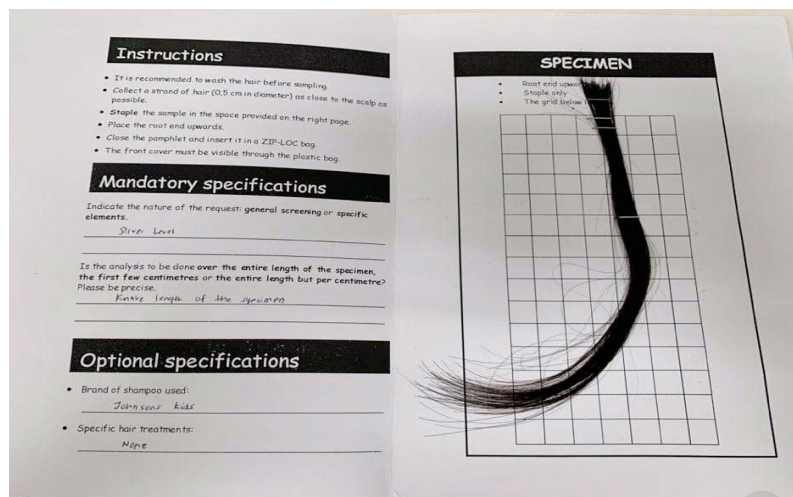 Instructions
• It is recommended to wash the hair before sampling.
• Collect a strand of hair (0,5 cm in diameter) as close to the scalp as
possible.
• Staple the sample in the space provided on the right page.
• Place the root end upwards.
• Close the pamphlet and insert it in a ZIP-LOC bag.
• The front cover must be visible through the plastic bag.
Mandatory specifications
Indicate the nature of the request: general screening or specific
elements.
Level
Is the analysis to be done over the entire length of the specimen,
the first few centimetres or the entire length but per centimetre?
Please be precise.
length of the specimen
Optional specifications
• Brand of shampoo used:
Johnsons kids
• Specific hair treatments:
None
SPECIMEN
• Root end upwar
• Staple only
• The grid below